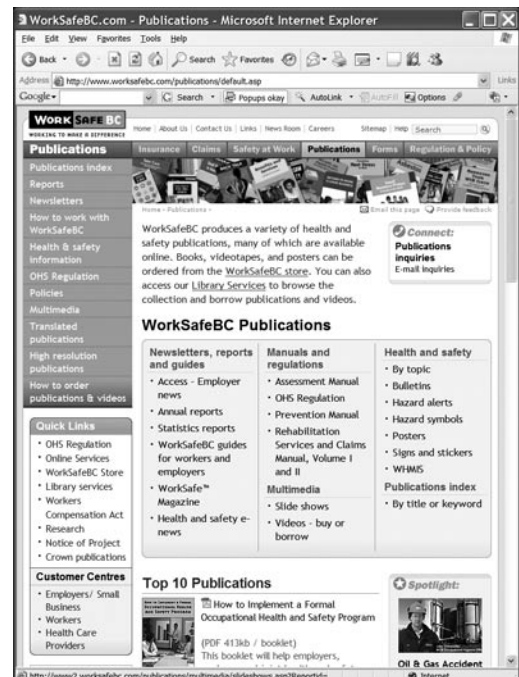 WorkSafeBC.com - Publications - Microsoft Internet Explorer
File Edit View Favorites Tools Help
Back Search Favorites
Address http://www.worksafebc.com/publications/default.asp Links
Google Search Popups okay AutoLink AutoFill Options
WORK SAFE BC
WORKING TO MAKE A DIFFERENCE
Home | About Us | Contact Us | Links | News Room | Careers Sitemap | Help Search
Publications
Insurance Claims Safety at Work Publications Forms Regulation & Policy
Publications index
Reports
Newsletters
How to work with
WorkSafeBC
Health & safety
information
OHS Regulation
Policies
Multimedia
Translated
publications
High resolution
publications
How to order
publications & videos
Home > Publications > Email this page Provide feedback
WorkSafeBC produces a variety of health and
safety publications, many of which are available
online. Books, videotapes, and posters can be
ordered from the WorkSafeBC store. You can also
access our Library Services to browse the
collection and borrow publications and videos.
Connect:
Publications
inquiries
E-mail inquiries
WorkSafeBC Publications
Newsletters, reports
and guides
• Access - Employer
news
• Annual reports
• Statistics reports
• WorkSafeBC guides
for workers and
employers
• WorkSafe™
Magazine
• Health and safety e-
news
Manuals and
regulations
• Assessment Manual
• OHS Regulation
• Prevention Manual
• Rehabilitation
Services and Claims
Manual, Volume I
and II
Multimedia
• Slide shows
• Videos - buy or
borrow
Health and safety
• By topic
• Bulletins
• Hazard alerts
• Hazard symbols
• Posters
• Signs and stickers
• WHMIS
Publications index
• By title or keyword
Quick Links
• OHS Regulation
• Online Services
• WorkSafeBC Store
• Library services
• Workers
Compensation Act
• Research
• Notice of Project
• Crown publications
Customer Centres
• Employers/ Small
Business
• Workers
• Health Care
Providers
Top 10 Publications
How to Implement a Formal
Occupational Health and Safety Program
(PDF 413kb / booklet)
This booklet will help employers,
Spotlight:
Oil & Gas Accident
http://www2.worksafebc.com/publications/multimedia/slideshows.asp?ReportId= Internet